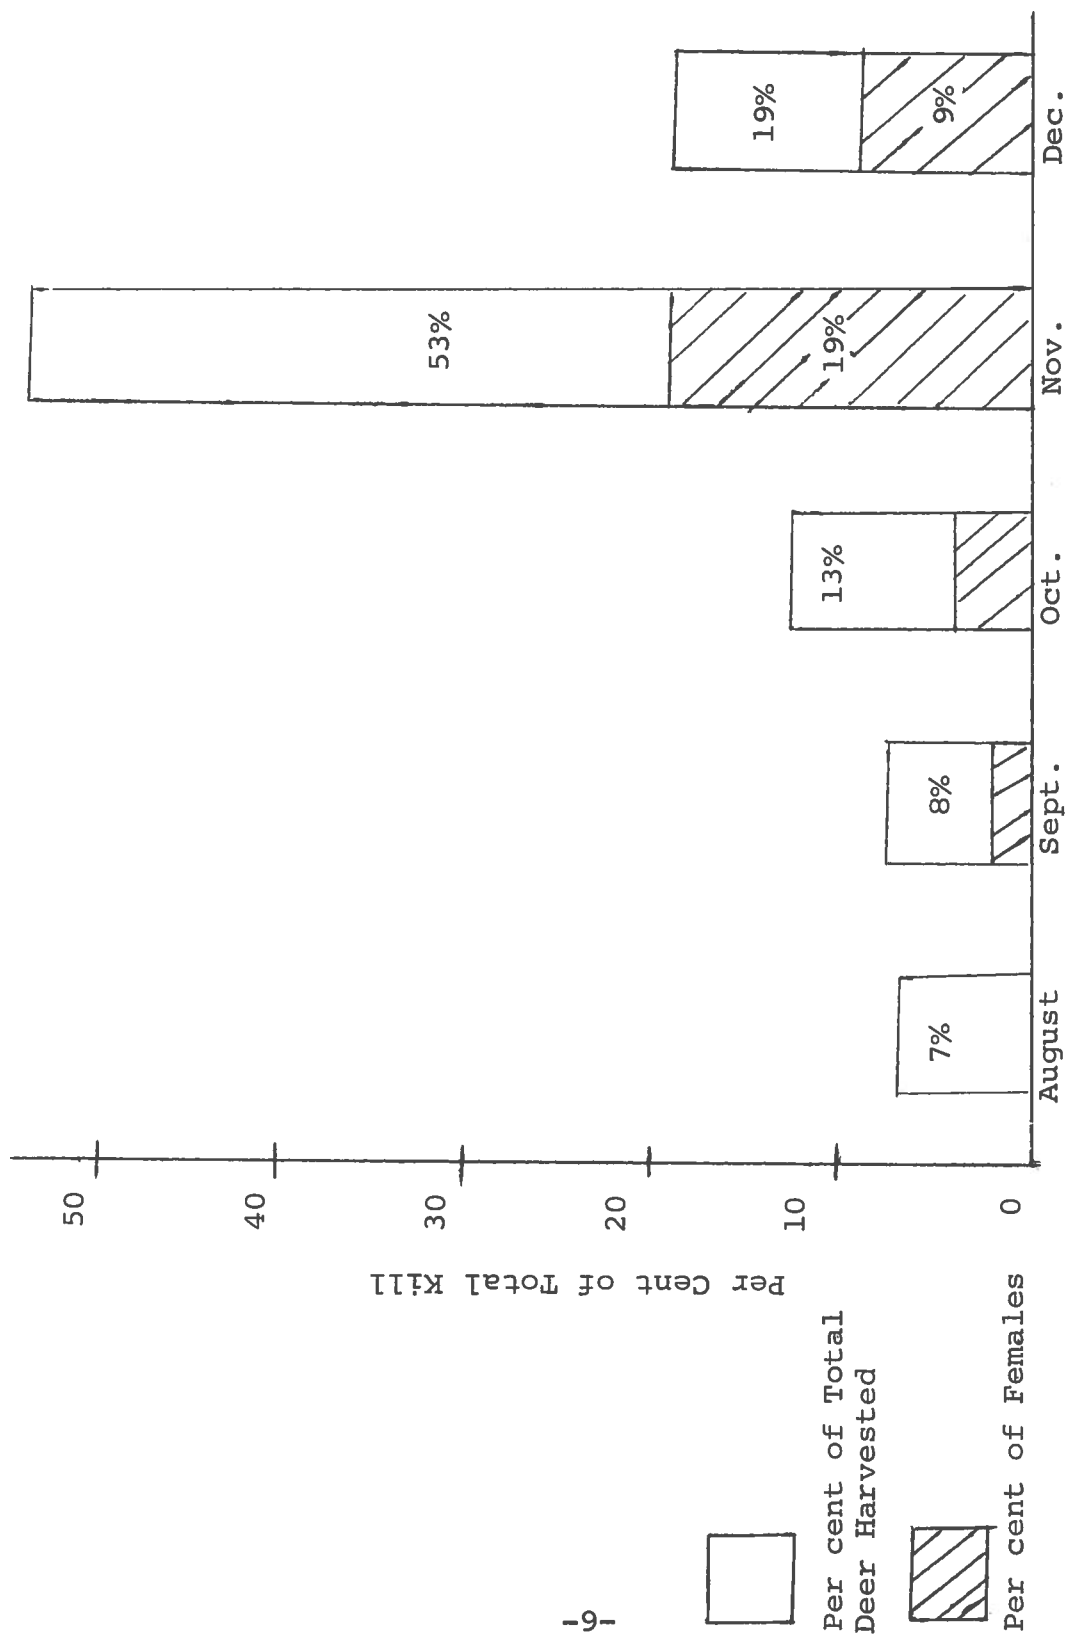 50
40
30
20
10
0
Per Cent of Total Kill
7%
8%
13%
53%
19%
19%
9%
August
Sept.
Oct.
Nov.
Dec.
Per cent of Total
Deer Harvested
Per cent of Females
-6-